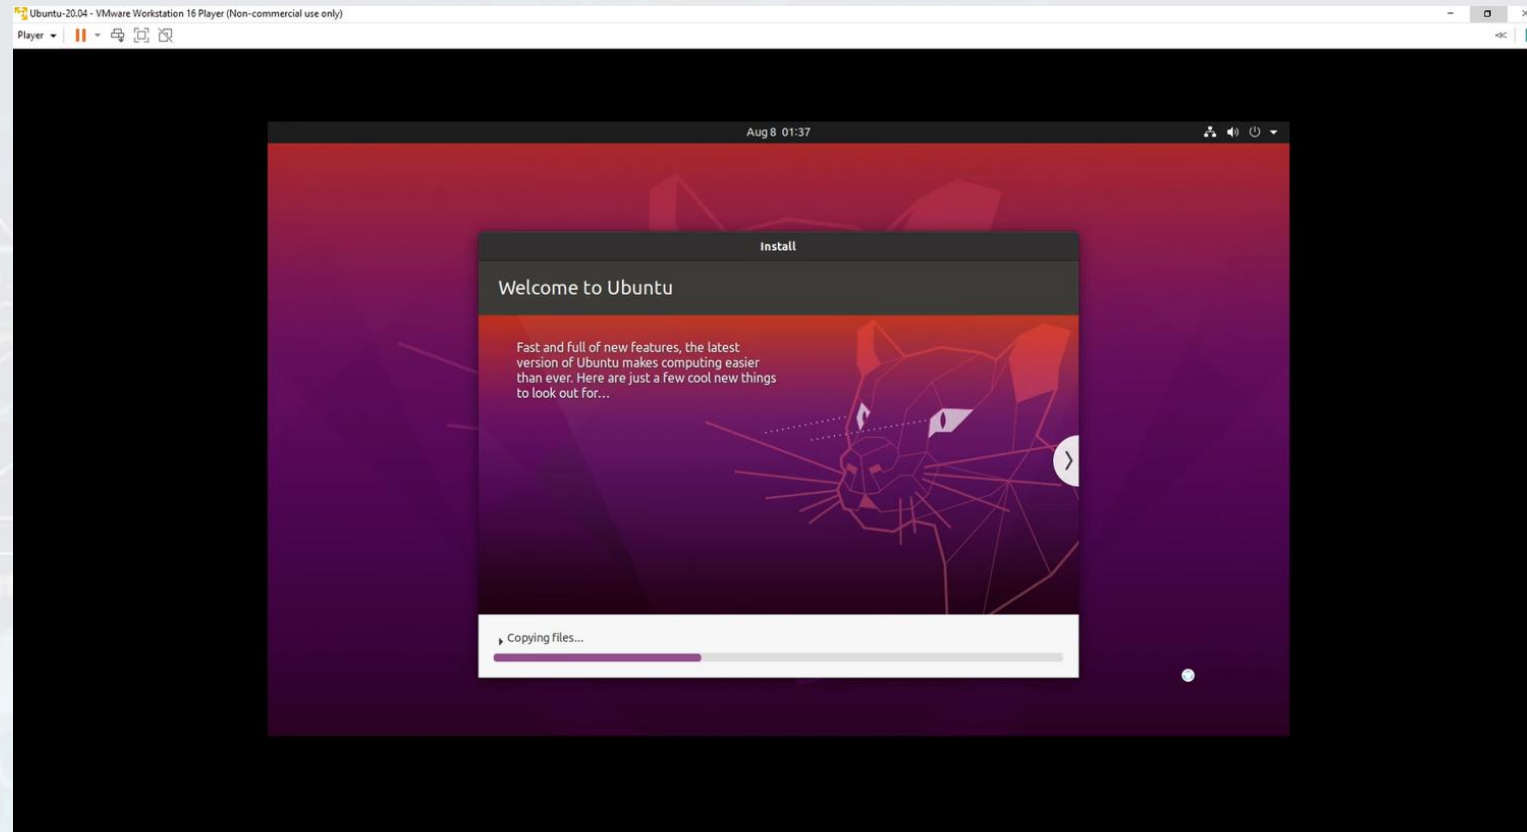 Ubuntu-20.04 - VMware Workstation 16 Player (Non-commercial use only)
Player
Aug 8 01:37
Install
Welcome to Ubuntu
Fast and full of new features, the latest
version of Ubuntu makes computing easier
than ever. Here are just a few cool new things
to look out for...
Copying files...